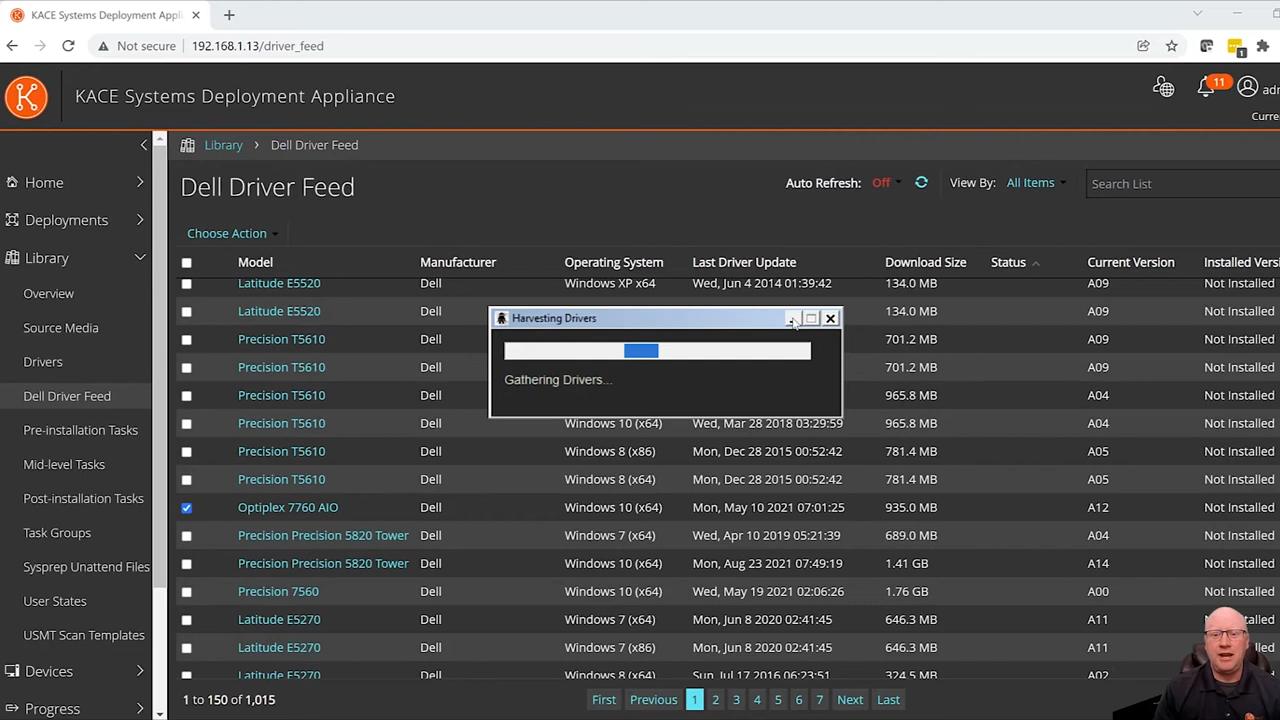 KACE Systems Deployment Appl
Not secure
192.168.1.13/driver_feed
1
KACE Systems Deployment Appliance
11
adn
Curre
Library > Dell Driver Feed
Dell Driver Feed
Auto Refresh: Off
View By: All Items
Search List
Choose Action
Home
Deployments
Library
Overview
Source Media
Drivers
Dell Driver Feed
Pre-installation Tasks
Mid-level Tasks
Post-installation Tasks
Task Groups
Sysprep Unattend Files
User States
USMT Scan Templates
Devices
Progress
Model Manufacturer Operating System Last Driver Update Download Size Status Current Version Installed Versi
Latitude E5520 Dell Windows XP x64 Wed, Jun 4 2014 01:39:42 134.0 MB A09 Not Installed
Latitude E5520 Dell 134.0 MB A09 Not Installed
Precision T5610 Dell 701.2 MB A09 Not Installed
Precision T5610 Dell 701.2 MB A09 Not Installed
Precision T5610 Dell 965.8 MB A04 Not Installed
Precision T5610 Dell Windows 10 (x64) Wed, Mar 28 2018 03:29:59 965.8 MB A04 Not Installed
Precision T5610 Dell Windows 8 (x86) Mon, Dec 28 2015 00:52:42 781.4 MB A05 Not Installed
Precision T5610 Dell Windows 8 (x64) Mon, Dec 28 2015 00:52:42 781.4 MB A05 Not Installed
Optiplex 7760 AIO Dell Windows 10 (x64) Mon, May 10 2021 07:01:25 935.0 MB A12 Not Installed
Precision Precision 5820 Tower Dell Windows 7 (x64) Wed, Apr 10 2019 05:21:39 689.0 MB A04 Not Installed
Precision Precision 5820 Tower Dell Windows 10 (x64) Mon, Aug 23 2021 07:49:19 1.41 GB A14 Not Installed
Precision 7560 Dell Windows 10 (x64) Wed, May 19 2021 02:06:26 1.76 GB A00 Not Installed
Latitude E5270 Dell Windows 7 (x64) Mon, Jun 8 2020 02:41:45 646.3 MB A11 Not Installed
Latitude E5270 Dell Windows 7 (x86) Mon, Jun 8 2020 02:41:45 646.3 MB A11 Not Installed
Latitude E5270 Dell Windows 8 (x64) Sun, Jul 17 2016 06:23:51 324.5 MB A02 Not Installed
Harvesting Drivers
Gathering Drivers...
1 to 150 of 1,015
First Previous 1 2 3 4 5 6 7 Next Last